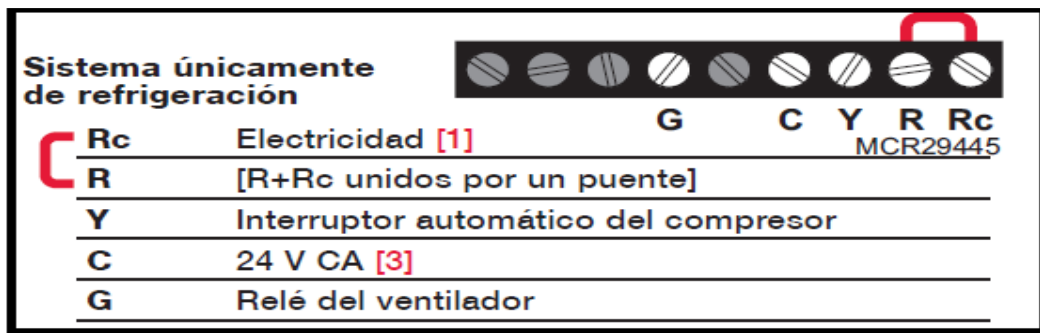 Sistema únicamente
de refrigeración
G C Y R Rc
MCR29445
Rc Electricidad [1]
R [R+Rc unidos por un puente]
Y Interruptor automático del compresor
C 24 V CA [3]
G Relé del ventilador